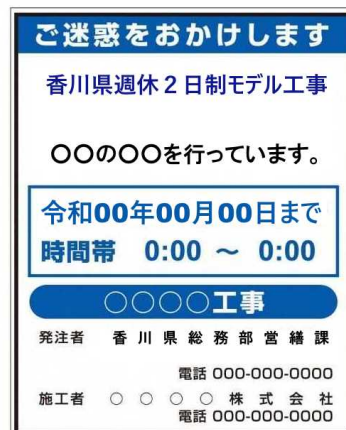 ご迷惑をおかけします
香川県週休２日制モデル工事
〇〇の〇〇を行っています。
令和00年00月00日まで
時間帯　0:00 ～ 0:00
○○○○工事
発注者　香川県総務部営繕課
電話 000-000-0000
施工者　○○○○株式会社
電話 000-000-0000